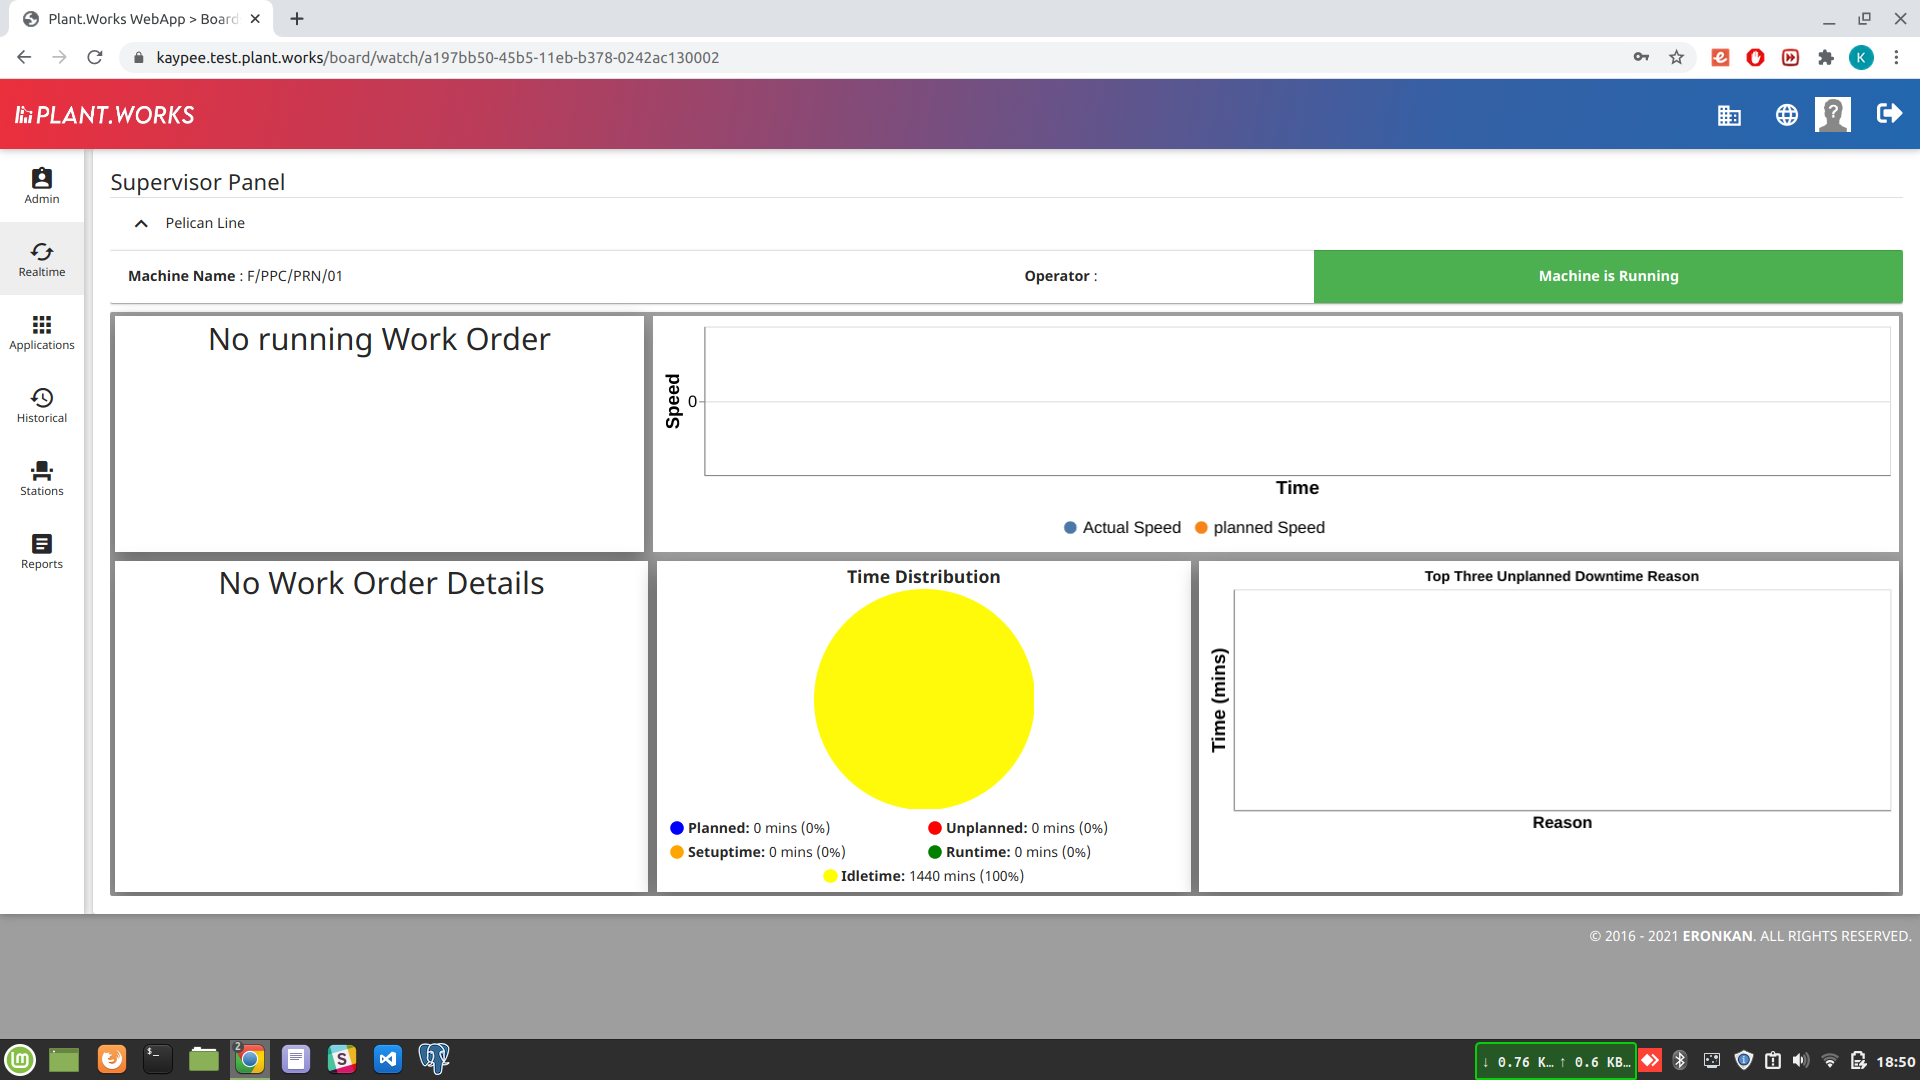 Plant.Works WebApp > Board
kaypee.test.plant.works/board/watch/a197bb50-45b5-11eb-b378-0242ac130002
K
PLANT.WORKS
?
Admin
Realtime
Applications
Historical
Stations
Reports
Supervisor Panel
Pelican Line
Machine Name : F/PPC/PRN/01
Operator :
Machine is Running
No running Work Order
Speed
0
Time
Actual Speed planned Speed
No Work Order Details
Time Distribution
Planned: 0 mins (0%) Unplanned: 0 mins (0%)
Setuptime: 0 mins (0%) Runtime: 0 mins (0%)
Idletime: 1440 mins (100%)
Top Three Unplanned Downtime Reason
Time (mins)
Reason
© 2016 - 2021 ERONKAN. ALL RIGHTS RESERVED.
2
↓ 0.76 K… ↑ 0.6 KB…
18:50